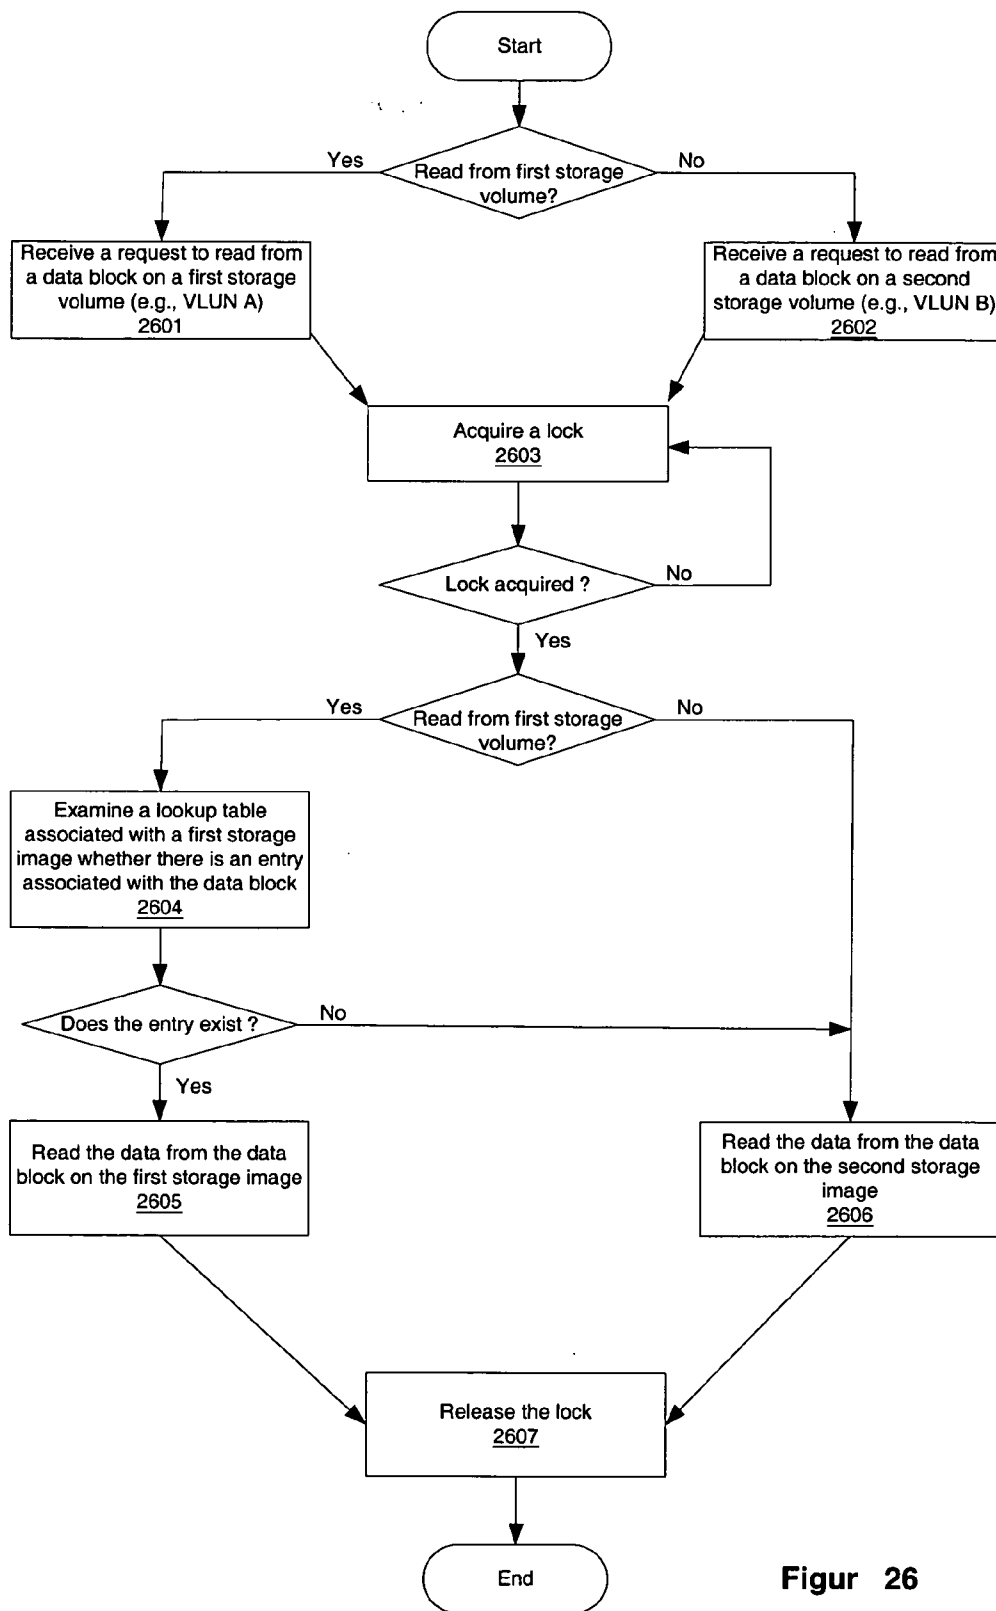 Start
Read from first storage
volume?
Yes
No
Receive a request to read from
a data block on a first storage
volume (e.g., VLUN A)
2601
Receive a request to read from
a data block on a second
storage volume (e.g., VLUN B)
2602
Acquire a lock
2603
Lock acquired ?
No
Yes
Read from first storage
volume?
Yes
No
Examine a lookup table
associated with a first storage
image whether there is an entry
associated with the data block
2604
Does the entry exist ?
No
Yes
Read the data from the data
block on the first storage image
2605
Read the data from the data
block on the second storage
image
2606
Release the lock
2607
End
Figur 26